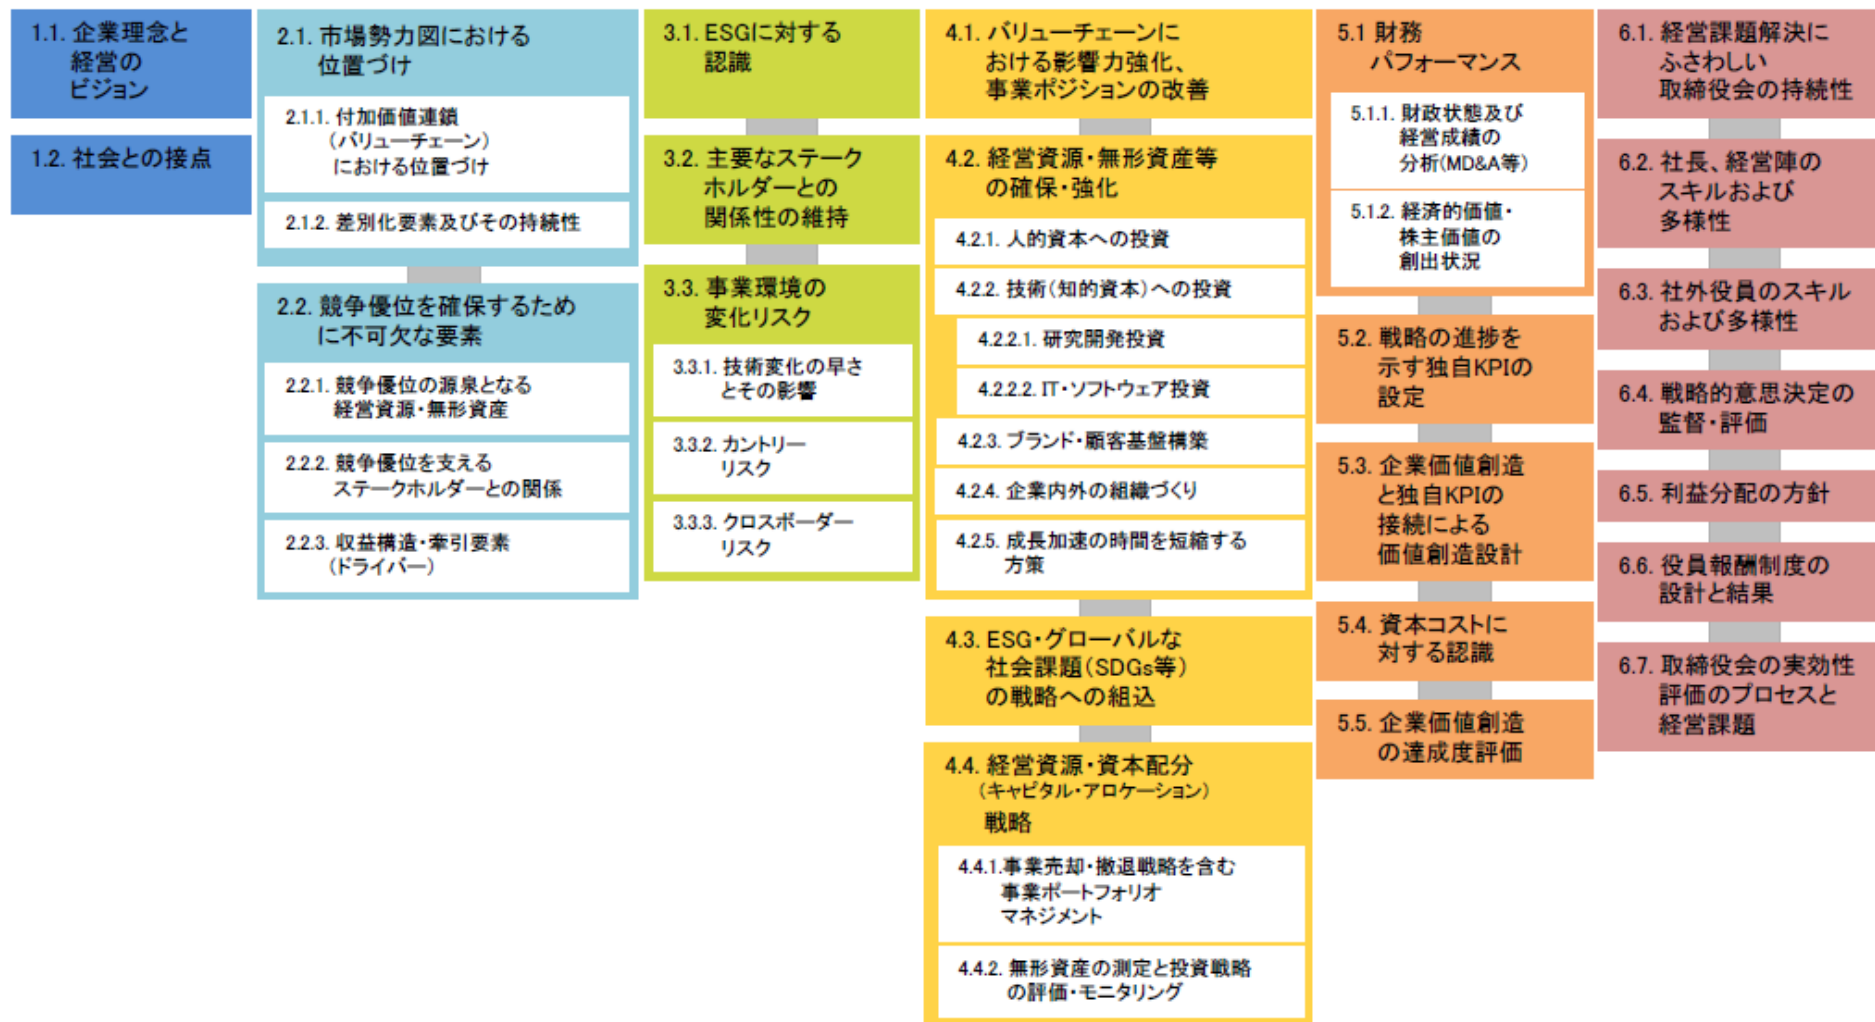 1.1. 企業理念と
経営の
ビジョン
1.2. 社会との接点
2.1. 市場勢力図における
位置づけ
2.1.1. 付加価値連鎖
(バリューチェーン)
における位置づけ
2.1.2. 差別化要素及びその持続性
2.2. 競争優位を確保するため
に不可欠な要素
2.2.1. 競争優位の源泉となる
経営資源・無形資産
2.2.2. 競争優位を支える
ステークホルダーとの関係
2.2.3. 収益構造・牽引要素
(ドライバー)
3.1. ESGに対する
認識
3.2. 主要なステーク
ホルダーとの
関係性の維持
3.3. 事業環境の
変化リスク
3.3.1. 技術変化の早さ
とその影響
3.3.2. カントリー
リスク
3.3.3. クロスボーダー
リスク
4.1. バリューチェーンに
おける影響力強化、
事業ポジションの改善
4.2. 経営資源・無形資産等
の確保・強化
4.2.1. 人的資本への投資
4.2.2. 技術(知的資本)への投資
4.2.2.1. 研究開発投資
4.2.2.2. IT・ソフトウェア投資
4.2.3. ブランド・顧客基盤構築
4.2.4. 企業内外の組織づくり
4.2.5. 成長加速の時間を短縮する
方策
4.3. ESG・グローバルな
社会課題(SDGs等)
の戦略への組込
4.4. 経営資源・資本配分
(キャピタル・アロケーション)
戦略
4.4.1.事業売却・撤退戦略を含む
事業ポートフォリオ
マネジメント
4.4.2. 無形資産の測定と投資戦略
の評価・モニタリング
5.1 財務
パフォーマンス
5.1.1. 財政状態及び
経営成績の
分析(MD&A等)
5.1.2. 経済的価値・
株主価値の
創出状況
5.2. 戦略の進捗を
示す独自KPIの
設定
5.3. 企業価値創造
と独自KPIの
接続による
価値創造設計
5.4. 資本コストに
対する認識
5.5. 企業価値創造
の達成度評価
6.1. 経営課題解決に
ふさわしい
取締役会の持続性
6.2. 社長、経営陣の
スキルおよび
多様性
6.3. 社外役員のスキル
および多様性
6.4. 戦略的意思決定の
監督・評価
6.5. 利益分配の方針
6.6. 役員報酬制度の
設計と結果
6.7. 取締役会の実効性
評価のプロセスと
経営課題